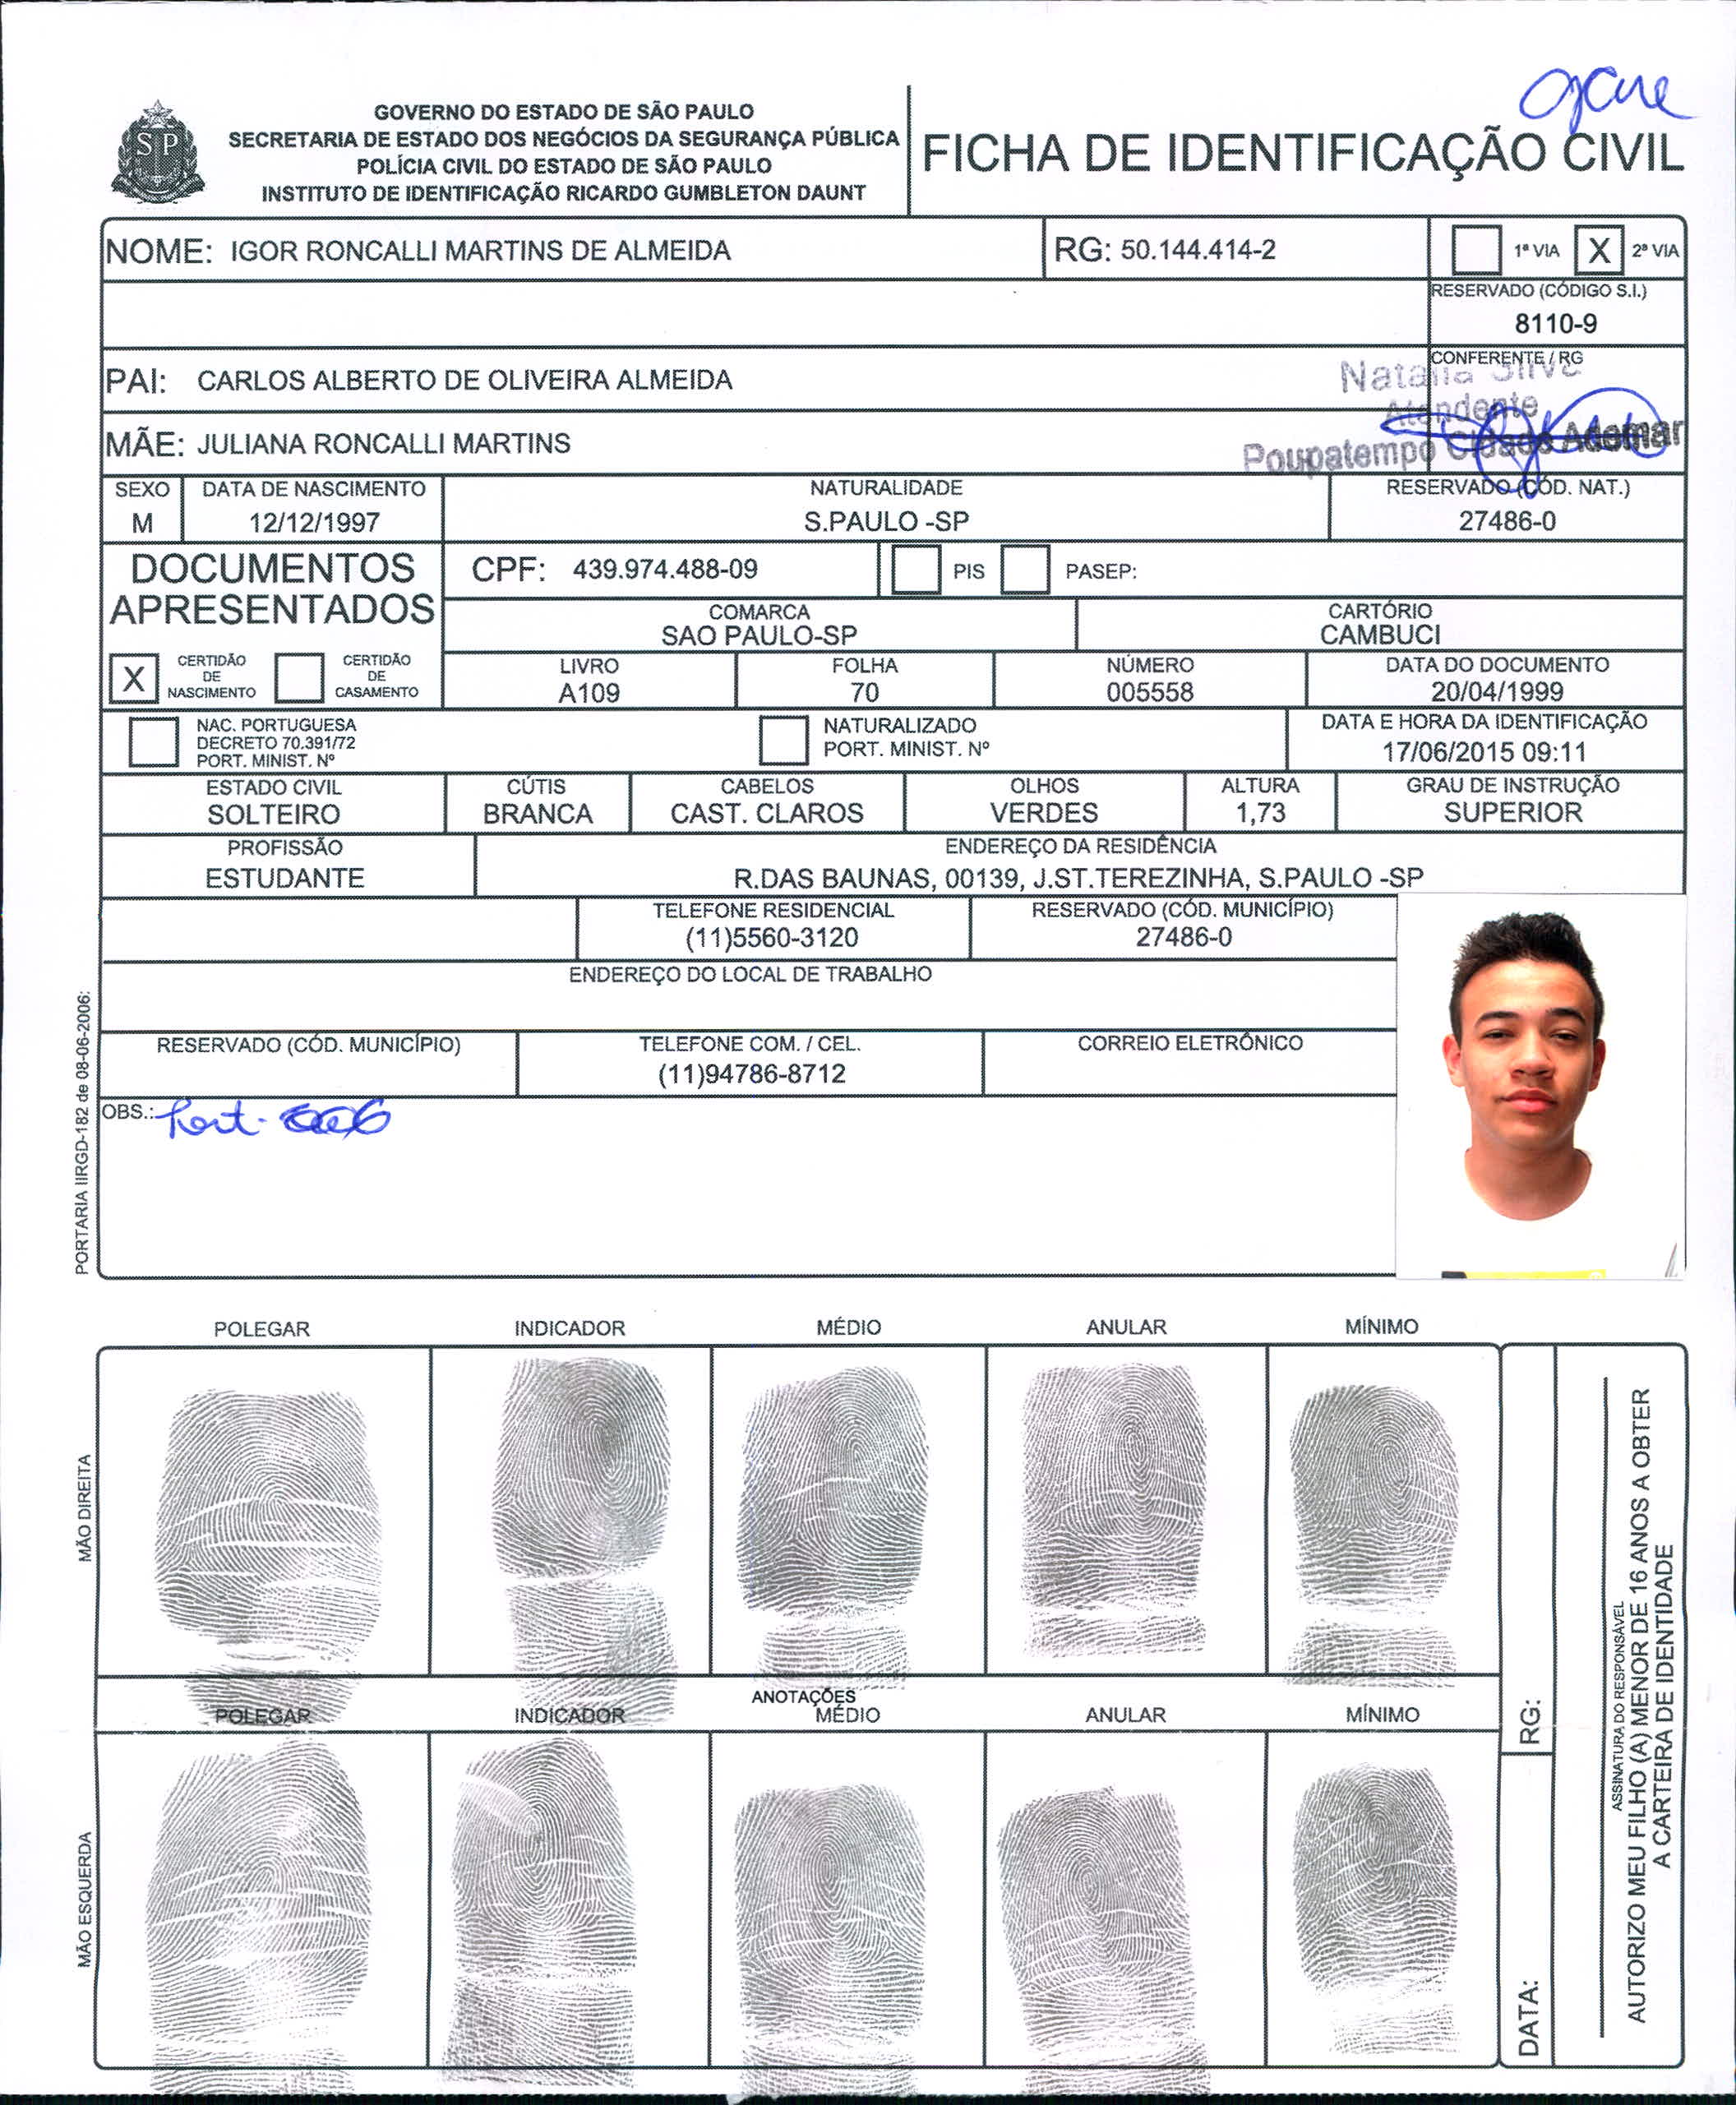 GOVERNO DO ESTADO DE SÃO PAULO
SECRETARIA DE ESTADO DOS NEGÓCIOS DA SEGURANÇA PÚBLICA
POLÍCIA CIVIL DO ESTADO DE SÃO PAULO
INSTITUTO DE IDENTIFICAÇÃO RICARDO GUMBLETON DAUNT
SP
FICHA DE IDENTIFICAÇÃO CIVIL
NOME: IGOR RONCALLI MARTINS DE ALMEIDA RG: 50.144.414-2 1ª VIA X 2ª VIA
RESERVADO (CÓDIGO S.I.)
8110-9
CONFERENTE / RG
PAI: CARLOS ALBERTO DE OLIVEIRA ALMEIDA
Natalia Silva
Atendente
MÃE: JULIANA RONCALLI MARTINS
Poupatempo Cidade Ademar
SEXO DATA DE NASCIMENTO NATURALIDADE RESERVADO (CÓD. NAT.)
M 12/12/1997 S.PAULO -SP 27486-0
DOCUMENTOS
APRESENTADOS
CPF: 439.974.488-09 PIS PASEP:
COMARCA CARTÓRIO
SAO PAULO-SP CAMBUCI
X CERTIDÃO DE NASCIMENTO CERTIDÃO DE CASAMENTO
LIVRO FOLHA NÚMERO DATA DO DOCUMENTO
A109 70 005558 20/04/1999
NAC. PORTUGUESA
DECRETO 70.391/72
PORT. MINIST. Nº
NATURALIZADO
PORT. MINIST. Nº
DATA E HORA DA IDENTIFICAÇÃO
17/06/2015 09:11
ESTADO CIVIL CÚTIS CABELOS OLHOS ALTURA GRAU DE INSTRUÇÃO
SOLTEIRO BRANCA CAST. CLAROS VERDES 1,73 SUPERIOR
PROFISSÃO ENDEREÇO DA RESIDÊNCIA
ESTUDANTE R.DAS BAUNAS, 00139, J.ST.TEREZINHA, S.PAULO -SP
TELEFONE RESIDENCIAL RESERVADO (CÓD. MUNICÍPIO)
(11)5560-3120 27486-0
ENDEREÇO DO LOCAL DE TRABALHO
RESERVADO (CÓD. MUNICÍPIO) TELEFONE COM. / CEL. CORREIO ELETRÔNICO
(11)94786-8712
OBS.:
PORTARIA IIRGD-182 de 08-06-2006:
POLEGAR INDICADOR MÉDIO ANULAR MÍNIMO
MÃO DIREITA
ANOTAÇÕES
POLEGAR INDICADOR MÉDIO ANULAR MÍNIMO
MÃO ESQUERDA
RG:
DATA:
ASSINATURA DO RESPONSÁVEL
AUTORIZO MEU FILHO (A) MENOR DE 16 ANOS A OBTER
A CARTEIRA DE IDENTIDADE